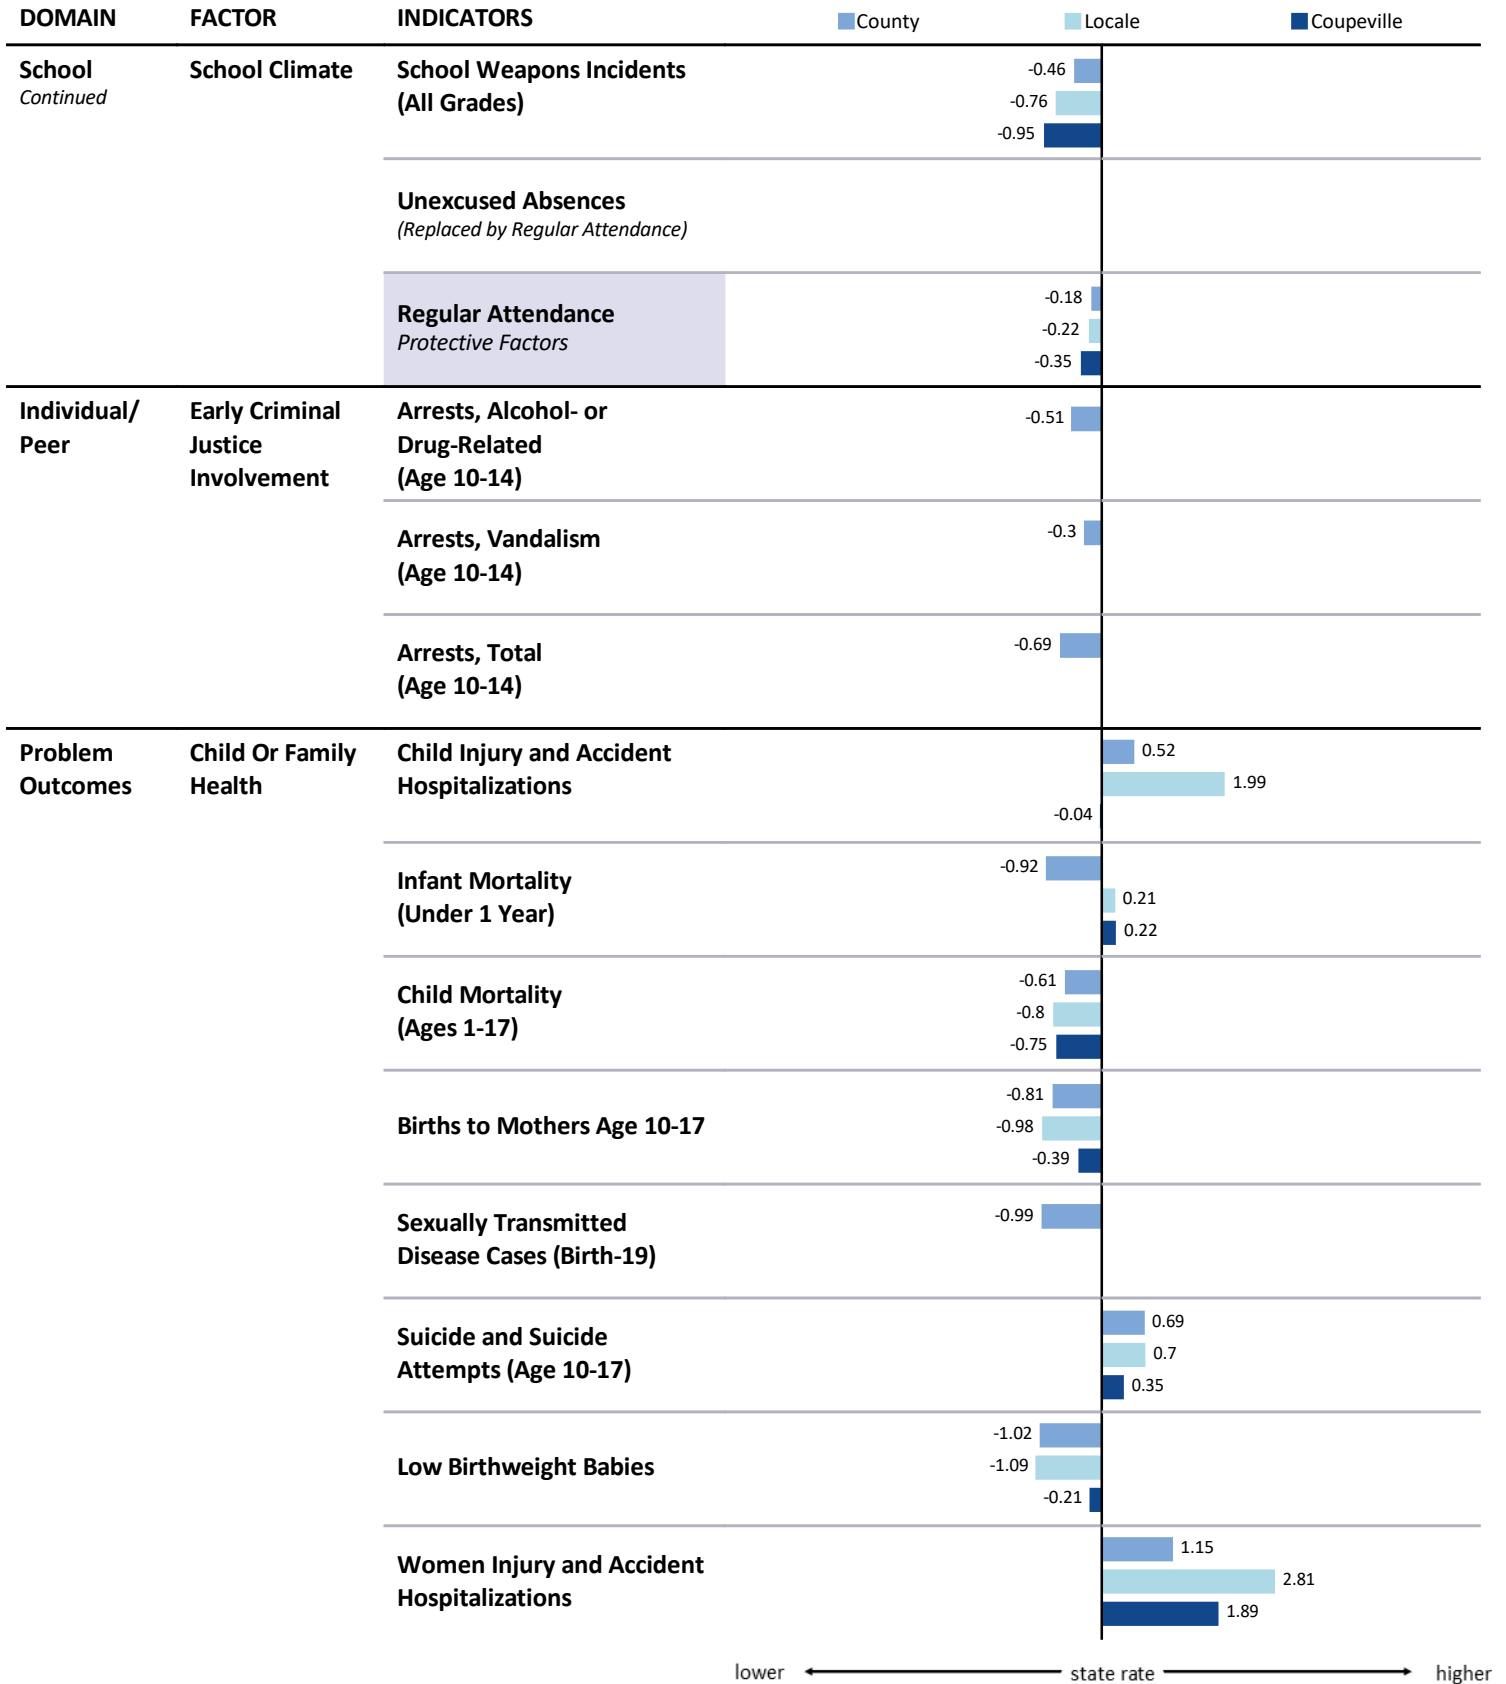 DOMAIN FACTOR INDICATORS County Locale Coupeville
School School Climate School Weapons Incidents
Continued (All Grades)
-0.46
-0.76
-0.95
Unexcused Absences
(Replaced by Regular Attendance)
Regular Attendance
Protective Factors
-0.18
-0.22
-0.35
Individual/ Early Criminal Arrests, Alcohol- or
Peer Justice Drug-Related
Involvement (Age 10-14)
-0.51
Arrests, Vandalism
(Age 10-14)
-0.3
Arrests, Total
(Age 10-14)
-0.69
Problem Child Or Family Child Injury and Accident
Outcomes Health Hospitalizations
0.52
1.99
-0.04
Infant Mortality
(Under 1 Year)
-0.92
0.21
0.22
Child Mortality
(Ages 1-17)
-0.61
-0.8
-0.75
Births to Mothers Age 10-17
-0.81
-0.98
-0.39
Sexually Transmitted
Disease Cases (Birth-19)
-0.99
Suicide and Suicide
Attempts (Age 10-17)
0.69
0.7
0.35
Low Birthweight Babies
-1.02
-1.09
-0.21
Women Injury and Accident
Hospitalizations
1.15
2.81
1.89
lower state rate higher